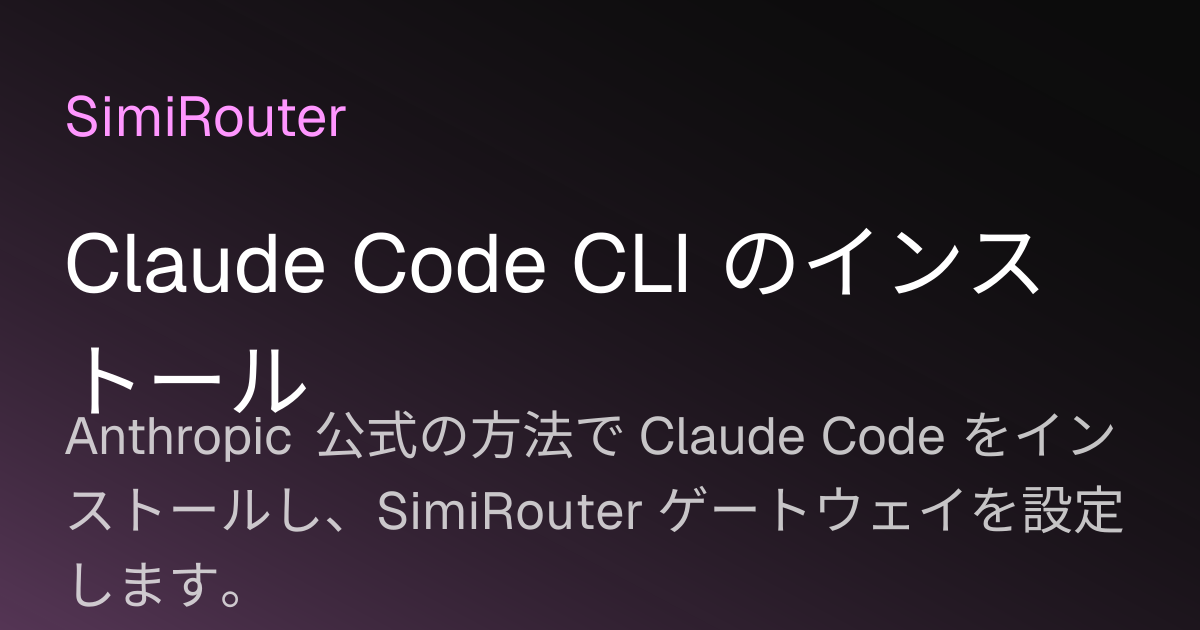 SimiRouter
Claude Code CLI のインス
トール
Anthropic 公式の方法で Claude Code をイン
ストールし、SimiRouter ゲートウェイを設定
します。